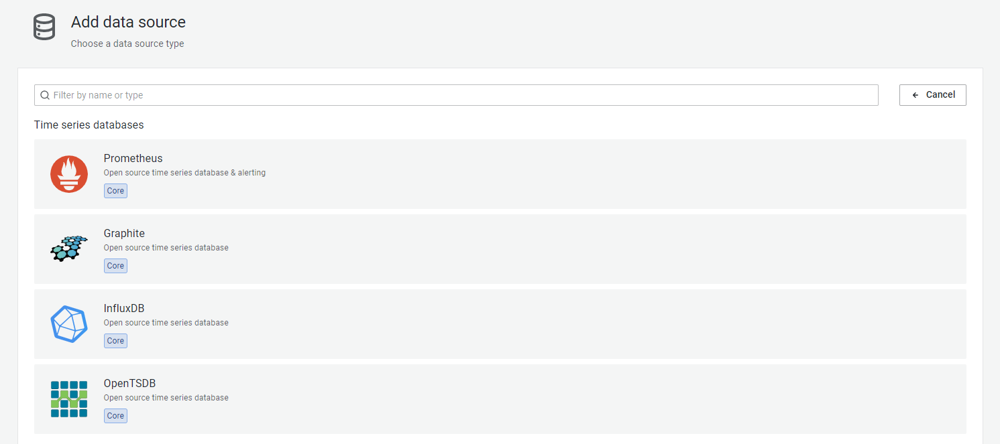 Add data source
Choose a data source type
Filter by name or type
Cancel
Time series databases
Prometheus
Open source time series database & alerting
Core
Graphite
Open source time series database
Core
InfluxDB
Open source time series database
Core
OpenTSDB
Open source time series database
Core